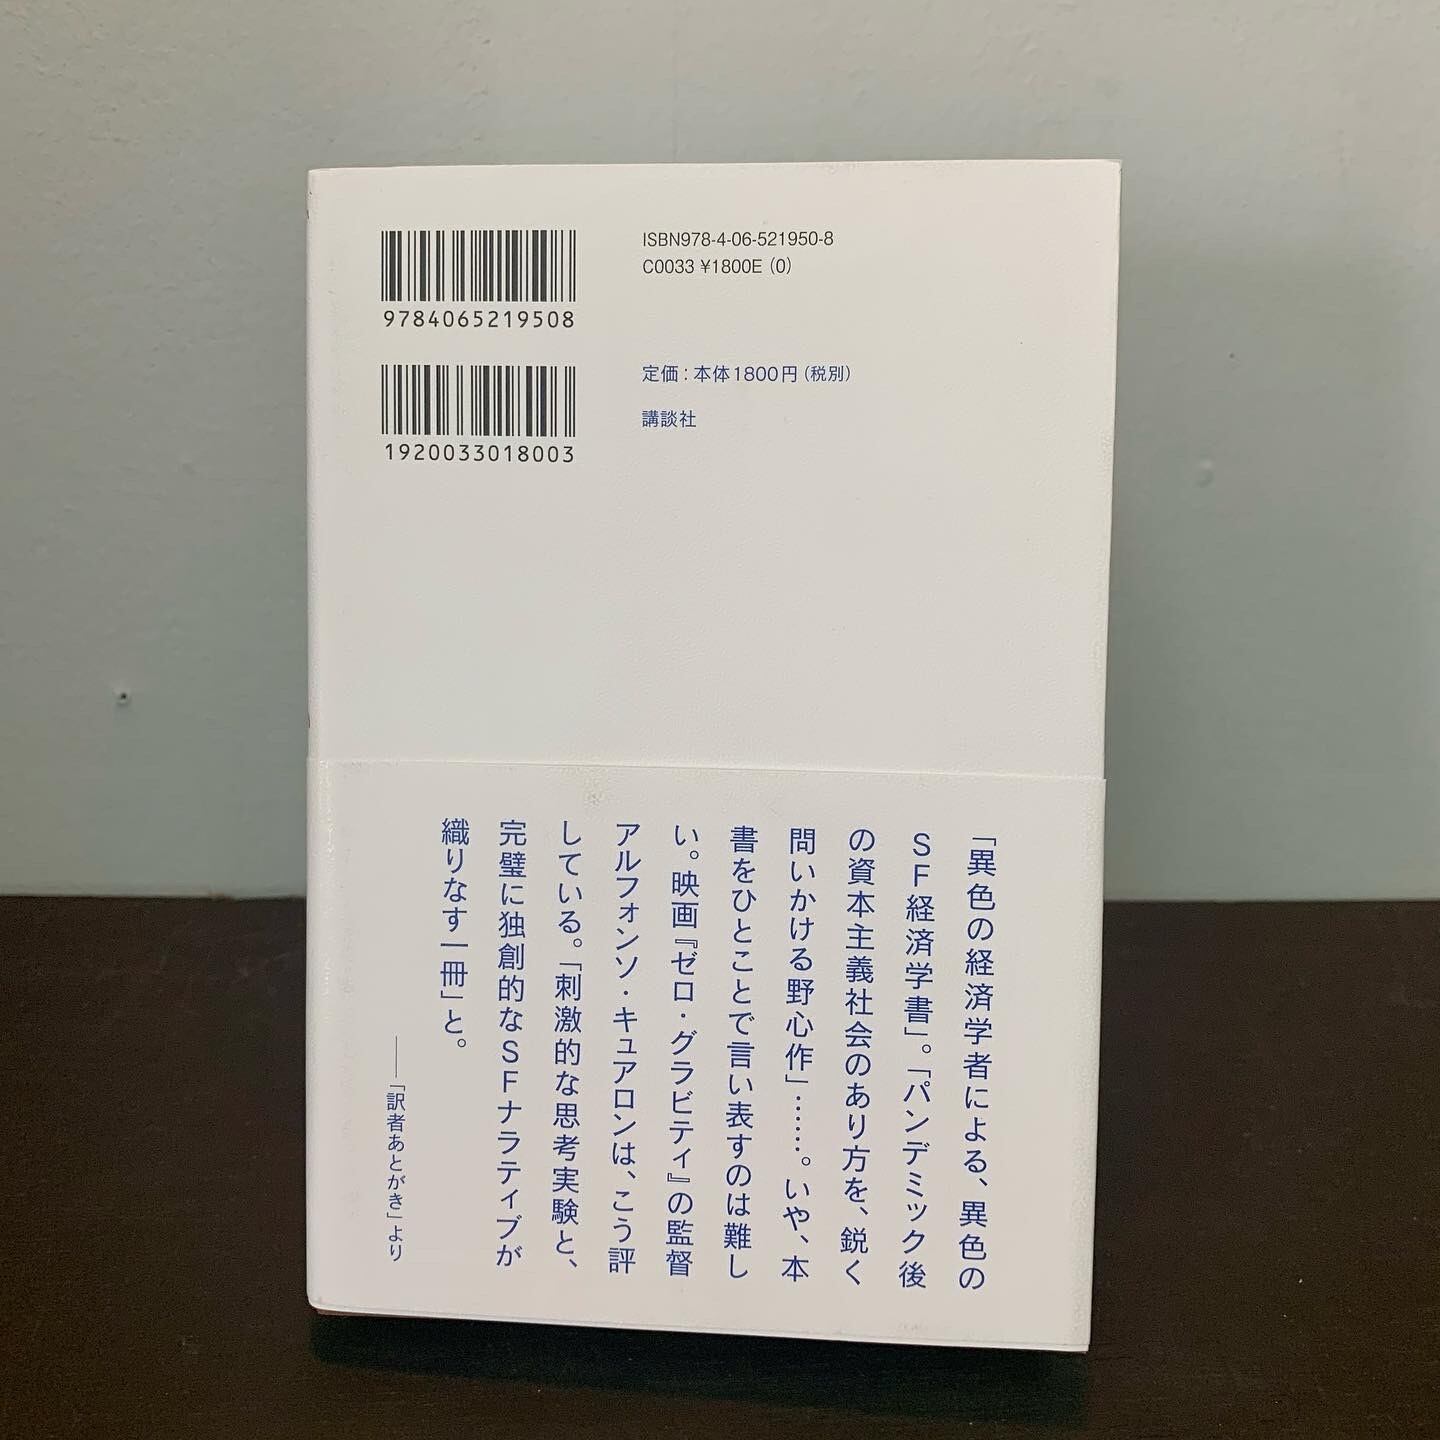 ISBN978-4-06-521950-8
C0033 ¥1800E (0)
9784065219508
定価：本体1800円（税別）
講談社
1920033018003
「異色の経済学者による、異色の
ＳＦ経済学書」。「パンデミック後
の資本主義社会のあり方を、鋭く
問いかける野心作」……。いや、本
書をひとことで言い表すのは難し
い。映画『ゼロ・グラビティ』の監督
アルフォンソ・キュアロンは、こう評
している。「刺激的な思考実験と、
完璧に独創的なＳＦナラティブが
織りなす一冊」と。
──「訳者あとがき」より